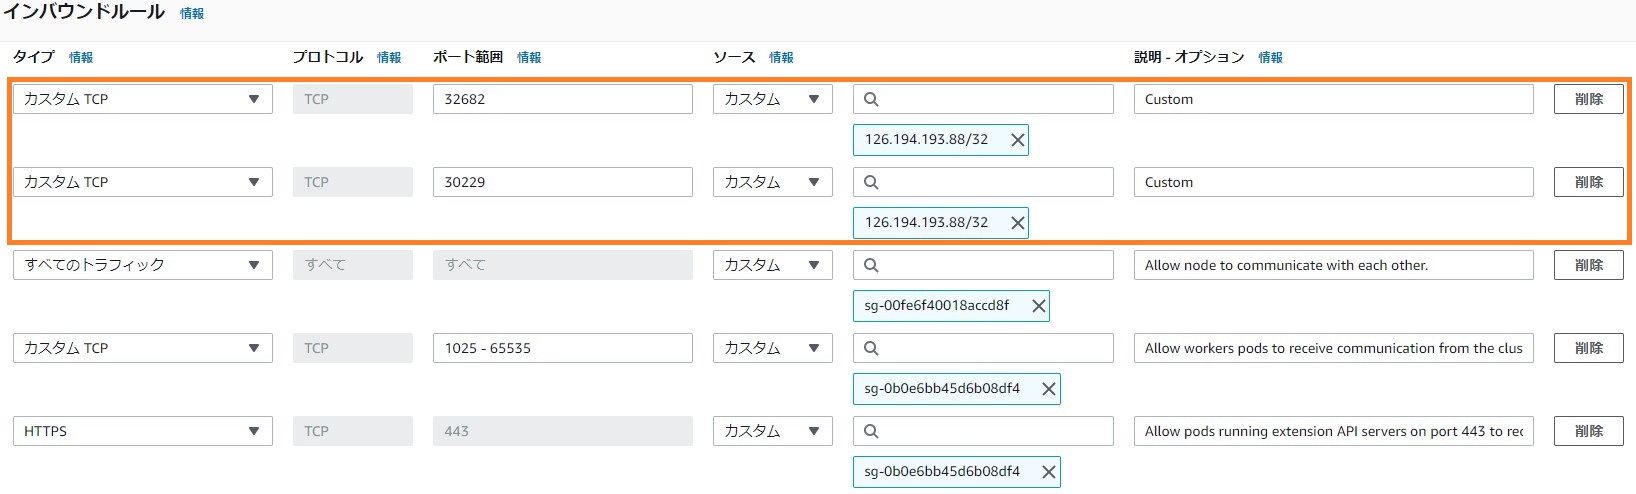 インバウンドルール 情報
タイプ 情報 プロトコル 情報 ポート範囲 情報 ソース 情報 説明 - オプション 情報
カスタム TCP TCP 32682 カスタム Custom 削除
126.194.193.88/32
カスタム TCP TCP 30229 カスタム Custom 削除
126.194.193.88/32
すべてのトラフィック すべて すべて カスタム Allow node to communicate with each other. 削除
sg-00fe6f40018accd8f
カスタム TCP TCP 1025 - 65535 カスタム Allow workers pods to receive communication from the clus 削除
sg-0b0e6bb45d6b08df4
HTTPS TCP 443 カスタム Allow pods running extension API servers on port 443 to rec 削除
sg-0b0e6bb45d6b08df4